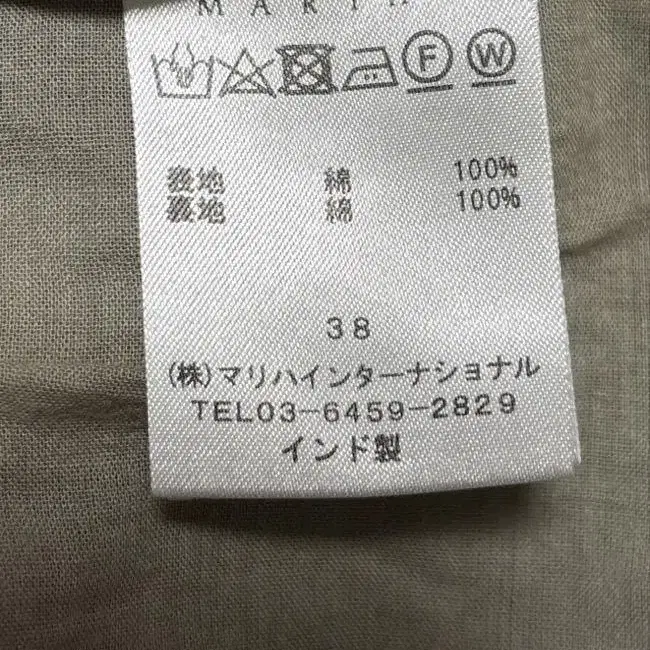 MARIHA
F W
表地 綿 100%
裏地 綿 100%
38
(株)マリハインターナショナル
TEL03-6459-2829
インド製